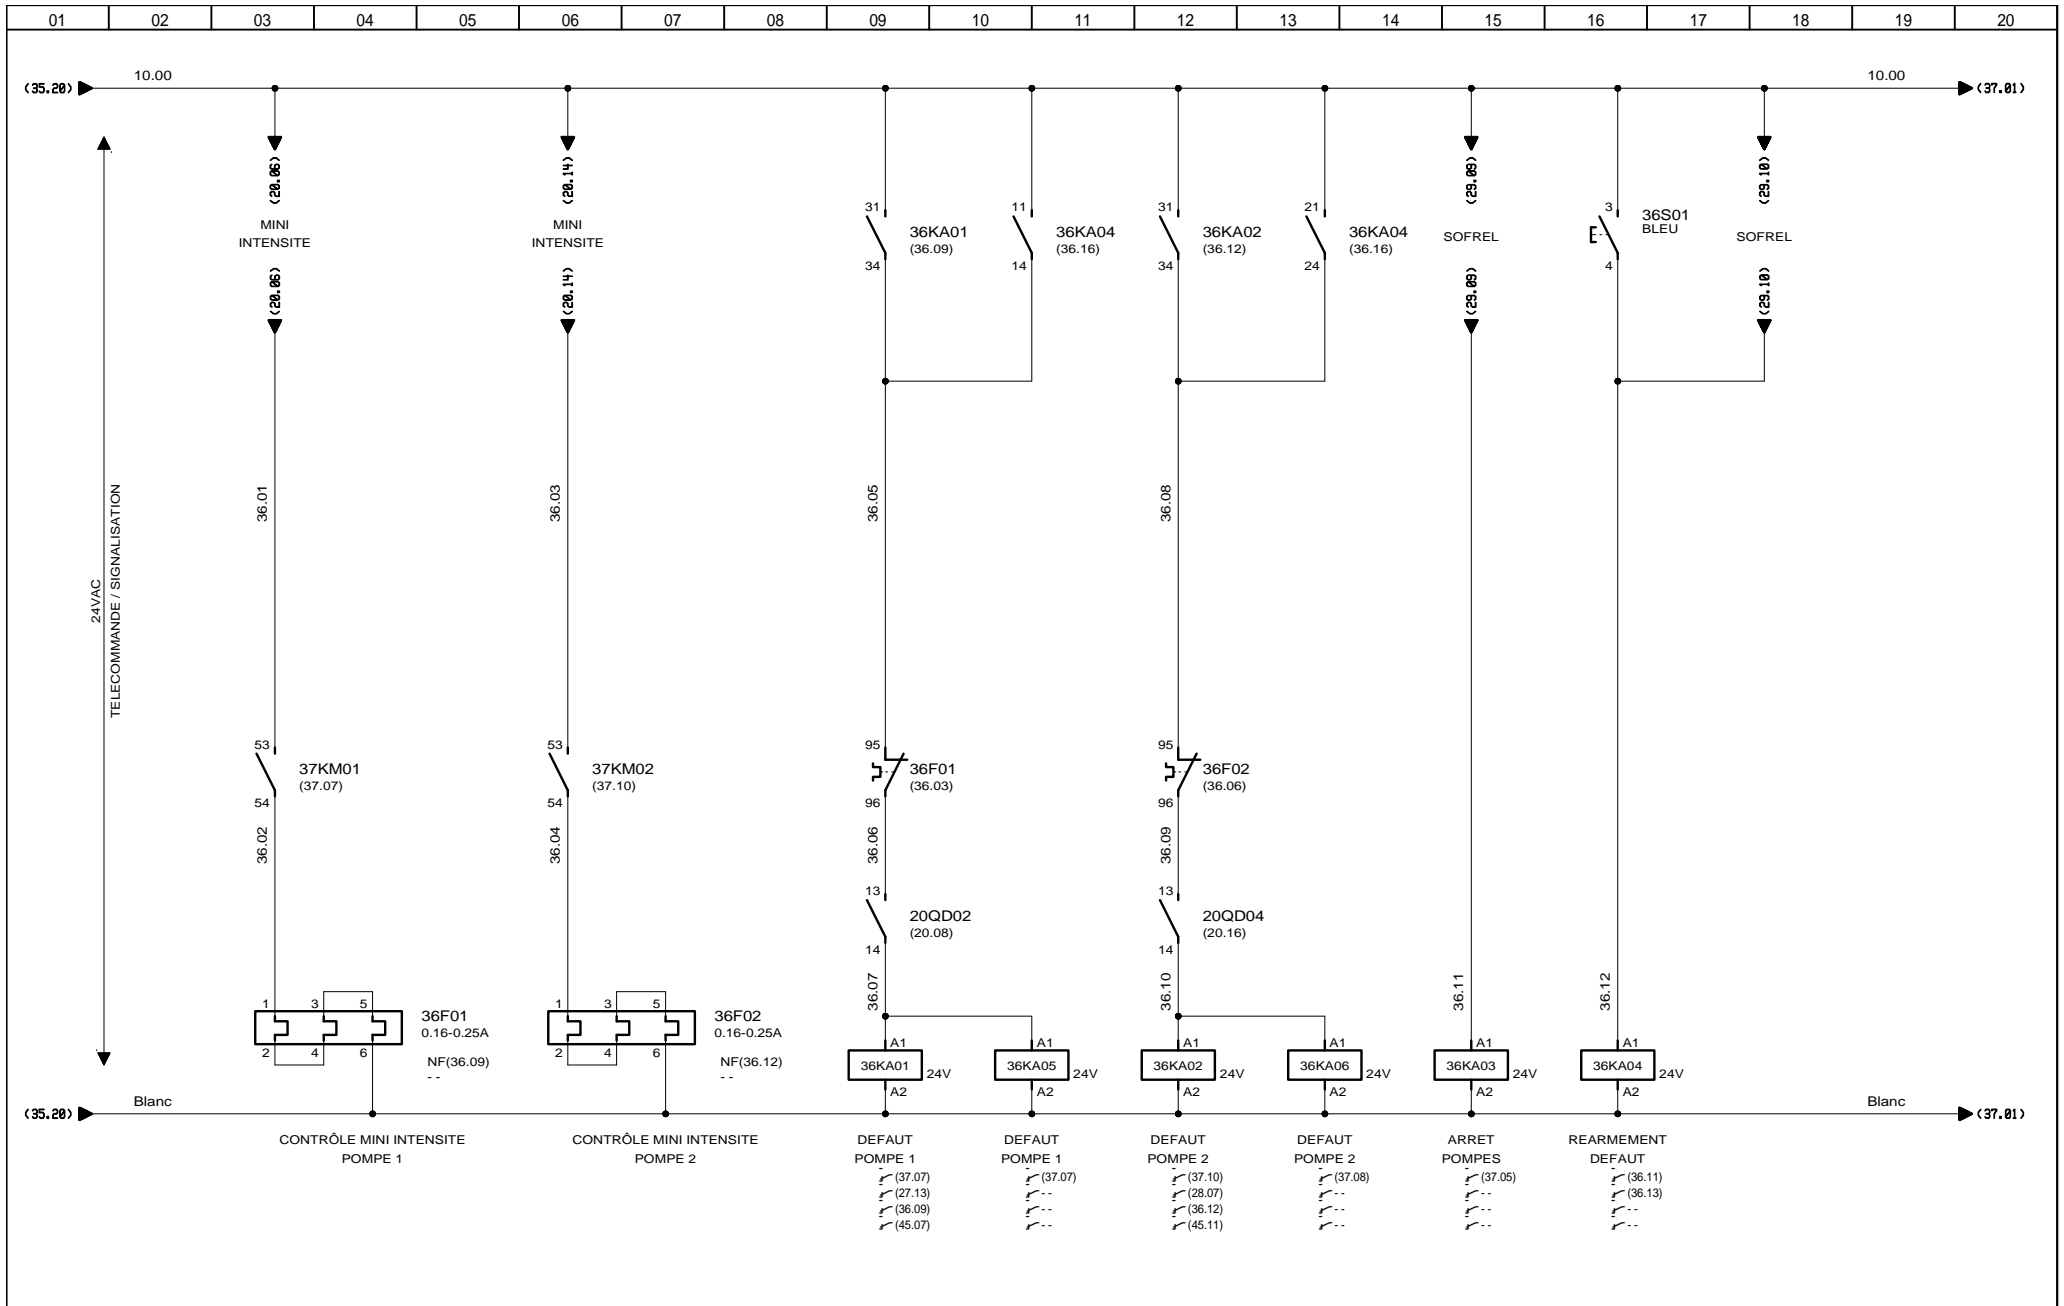 01 02 03 04 05 06 07 08 09 10 11 12 13 14 15 16 17 18 19 20
10.00 10.00
(35.20) (37.01)
(20.06) (20.14) (29.09) (29.10)
MINI MINI
INTENSITE INTENSITE
SOFREL SOFREL
31 11 31 21 3
36KA01 36KA04 36KA02 36KA04 36S01
BLEU
(36.09) (36.16) (36.12) (36.16)
34 14 34 24 4
(20.06) (20.14) (29.09) (29.10)
24VAC
TELECOMMANDE / SIGNALISATION
36.01 36.03 36.05 36.08
53 53 95 95
37KM01 37KM02 36F01 36F02
(37.07) (37.10) (36.03) (36.06)
54 54 96 96
36.02 36.04 36.06 36.09
13 13
20QD02 20QD04
(20.08) (20.16)
14 14
36.07 36.10 36.11 36.12
1 3 5 1 3 5
36F01 36F02
0.16-0.25A 0.16-0.25A
2 4 6 2 4 6
NF(36.09) NF(36.12)
-- --
A1 A1 A1 A1 A1 A1
36KA01 24V 36KA05 24V 36KA02 24V 36KA06 24V 36KA03 24V 36KA04 24V
A2 A2 A2 A2 A2 A2
Blanc Blanc
(35.20) (37.01)
CONTRÔLE MINI INTENSITE CONTRÔLE MINI INTENSITE DEFAUT DEFAUT DEFAUT DEFAUT ARRET REARMEMENT
POMPE 1 POMPE 2 POMPE 1 POMPE 1 POMPE 2 POMPE 2 POMPES DEFAUT
(37.07) (37.07) (37.10) (37.08) (37.05) (36.11)
(27.13) -- (28.07) -- -- (36.13)
(36.09) -- (36.12) -- -- --
(45.07) -- (45.11) -- -- --